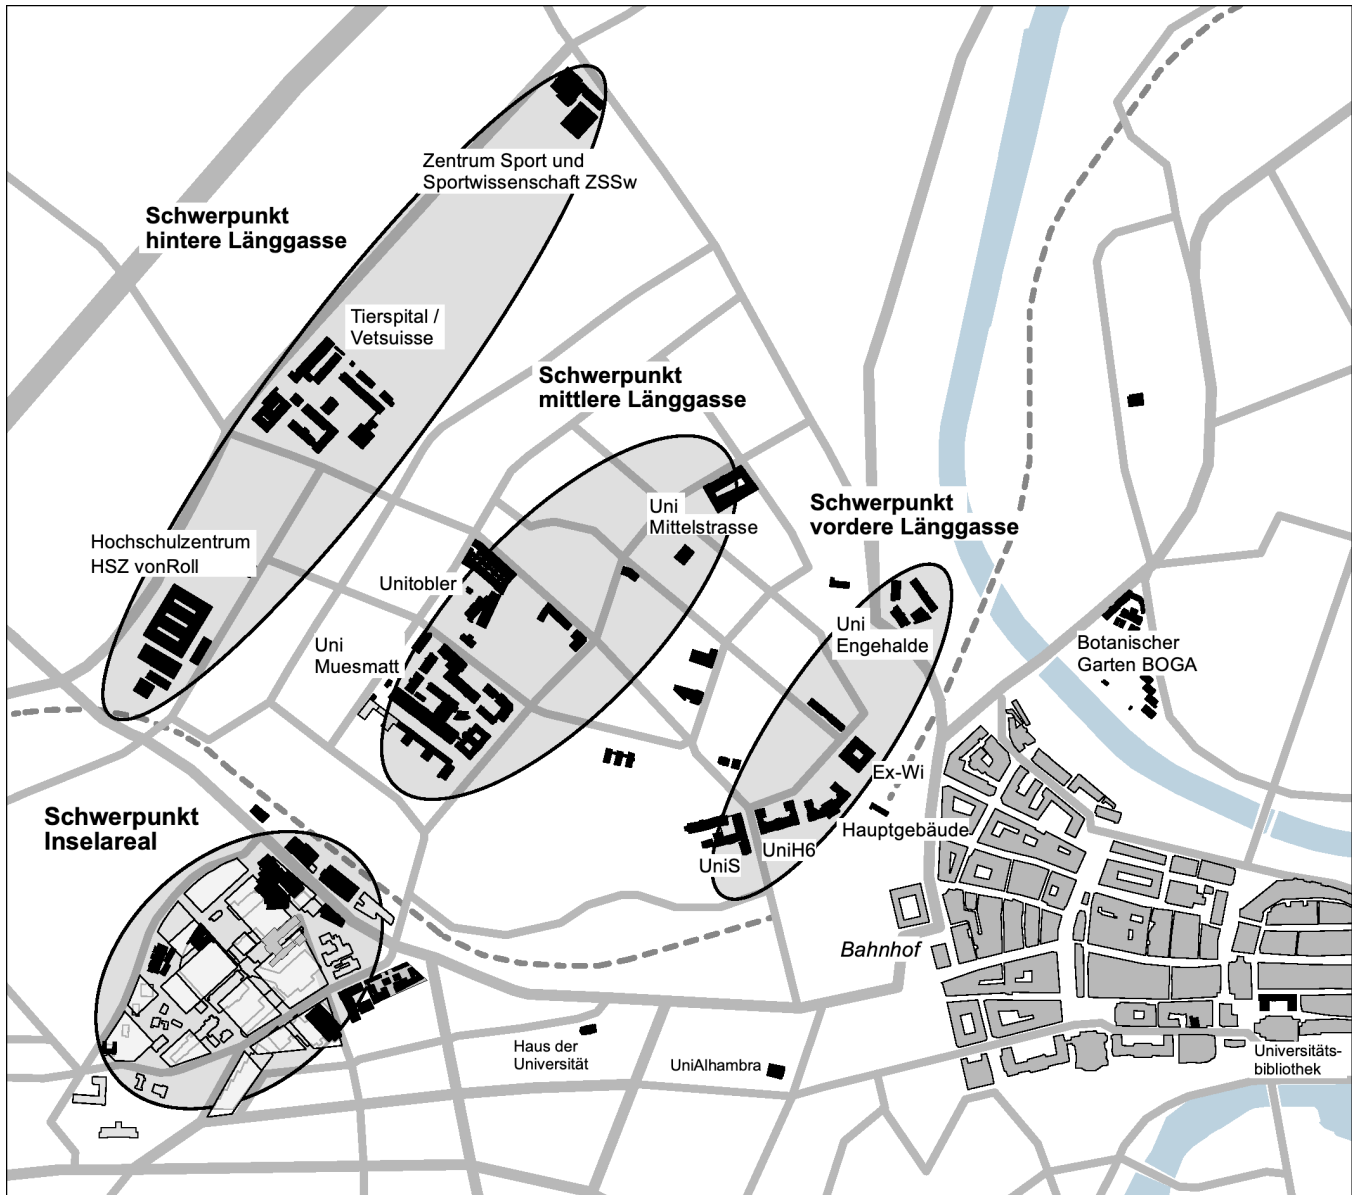 Zentrum Sport und
Sportwissenschaft ZSSw
Schwerpunkt
hintere Länggasse
Tierspital /
Vetsuisse
Schwerpunkt
mittlere Länggasse
Uni
Mittelstrasse
Schwerpunkt
vordere Länggasse
Hochschulzentrum
HSZ vonRoll
Unitobler
Uni
Muesmatt
Uni
Engehalde
Botanischer
Garten BOGA
Ex-Wi
Hauptgebäude
UniH6
UniS
Schwerpunkt
Inselareal
Bahnhof
Haus der
Universität
UniAlhambra
Universitäts-
bibliothek